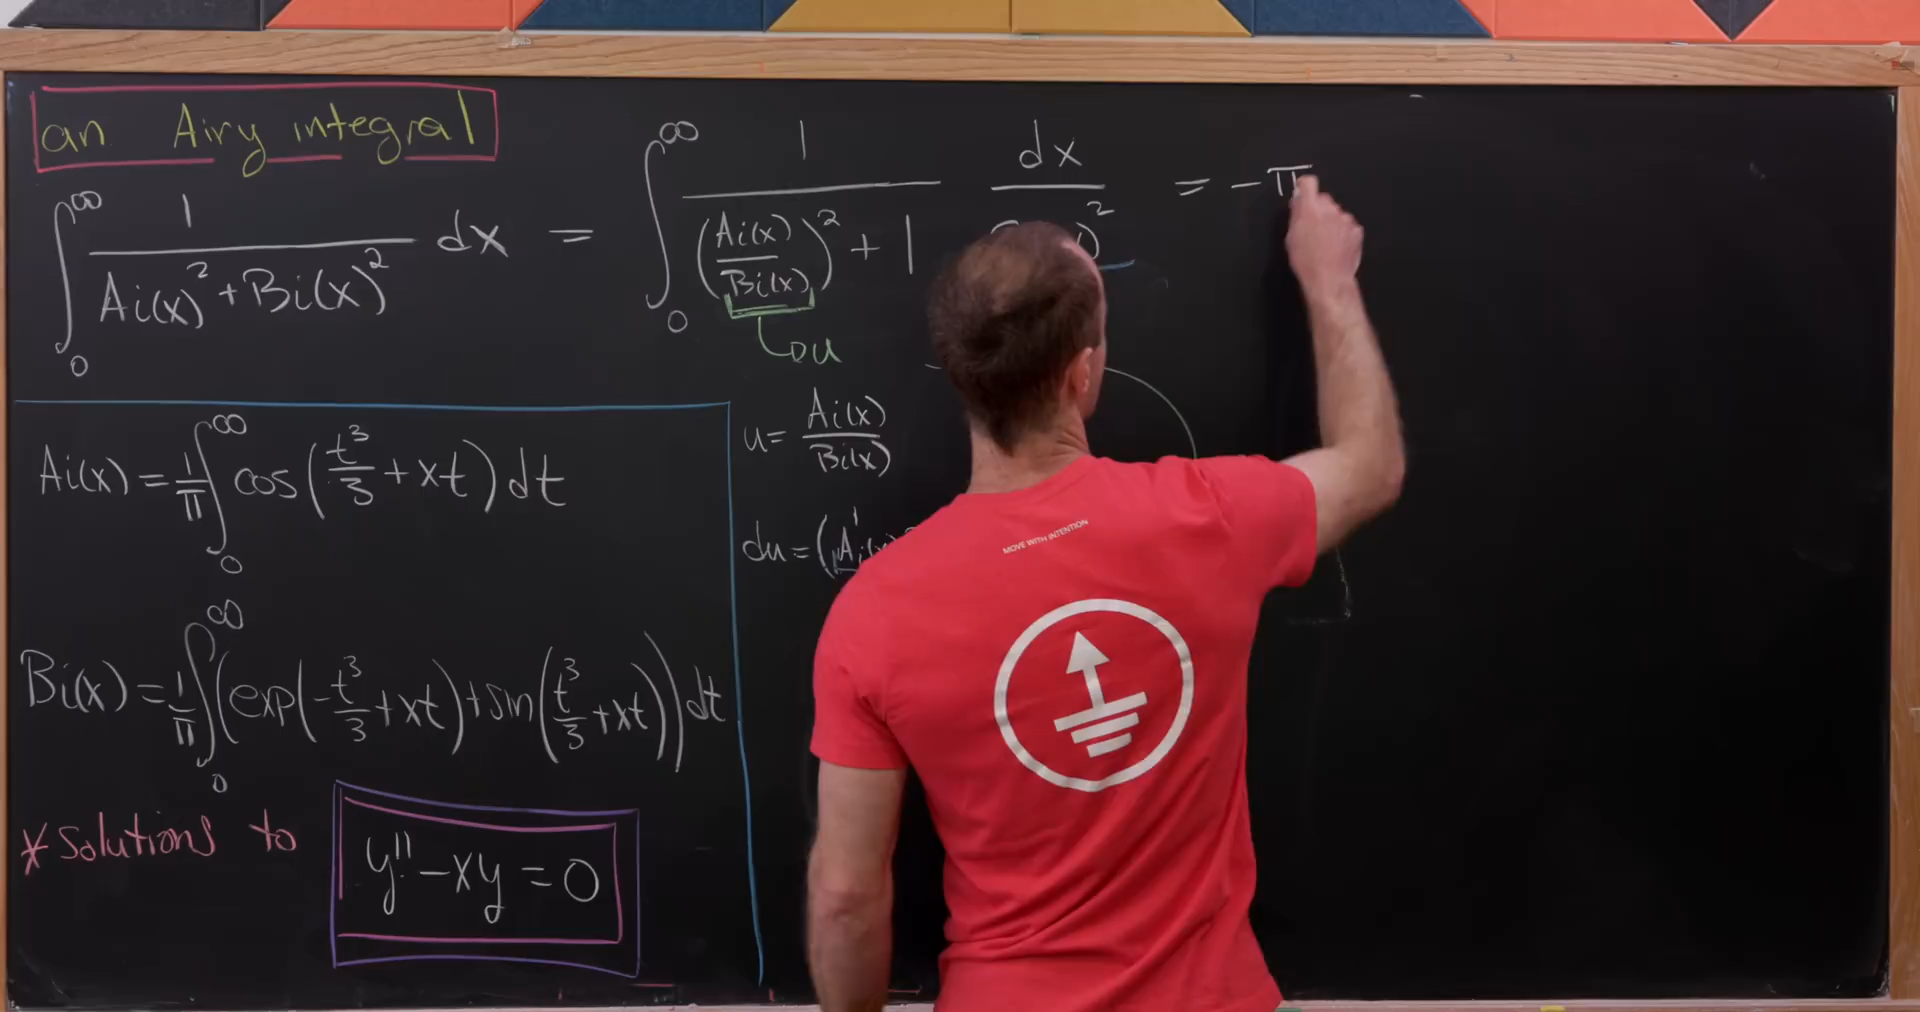 an Airy integral
∫₀^∞ 1/(Ai(x)²+Bi(x)²) dx = ∫₀^∞ 1/((Ai(x)/Bi(x))²+1) dx/ )² = -π
u
Ai(x) = 1/π ∫₀^∞ cos(t³/3 + xt) dt
Bi(x) = 1/π ∫₀^∞ (exp(-t³/3 + xt) + sin(t³/3 + xt)) dt
* Solutions to
y'' - xy = 0
u = Ai(x)/Bi(x)
du = (Ai'(x)
MOVE WITH INTENTION